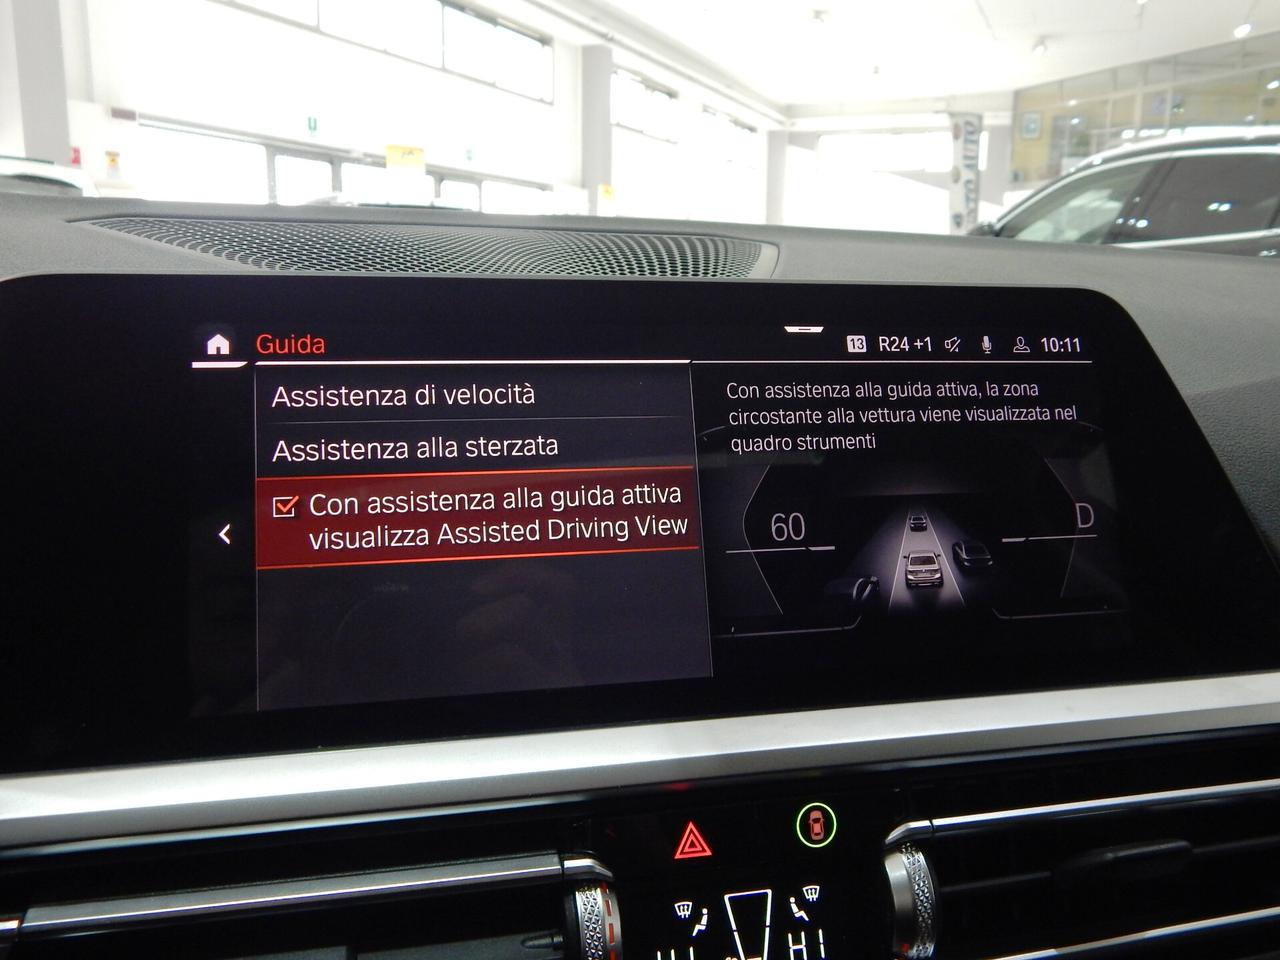 Guida
13 R24 +1 10:11
Assistenza di velocità
Assistenza alla sterzata
Con assistenza alla guida attiva
visualizza Assisted Driving View
Con assistenza alla guida attiva, la zona
circostante alla vettura viene visualizzata nel
quadro strumenti
60
D
HI